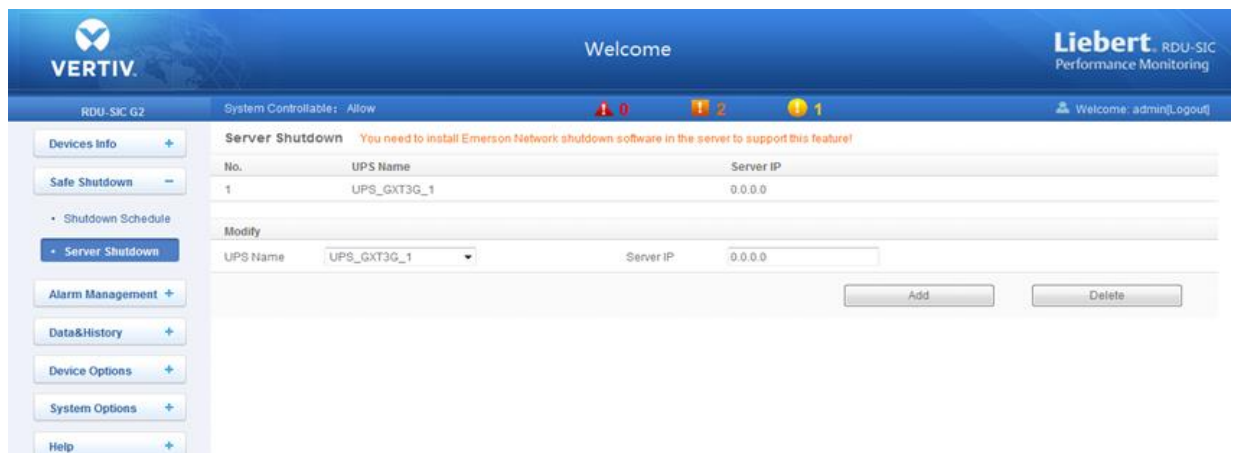 VERTIV.
Welcome
Liebert. RDU-SIC
Performance Monitoring
RDU-SIC G2
System Controllable: Allow
0
2
1
Welcome: admin[Logout]
Devices Info +
Safe Shutdown −
• Shutdown Schedule
• Server Shutdown
Alarm Management +
Data&History +
Device Options +
System Options +
Help +
Server Shutdown You need to install Emerson Network shutdown software in the server to support this feature!
No. UPS Name Server IP
1 UPS_GXT3G_1 0.0.0.0
Modify
UPS Name UPS_GXT3G_1 Server IP 0.0.0.0
Add Delete